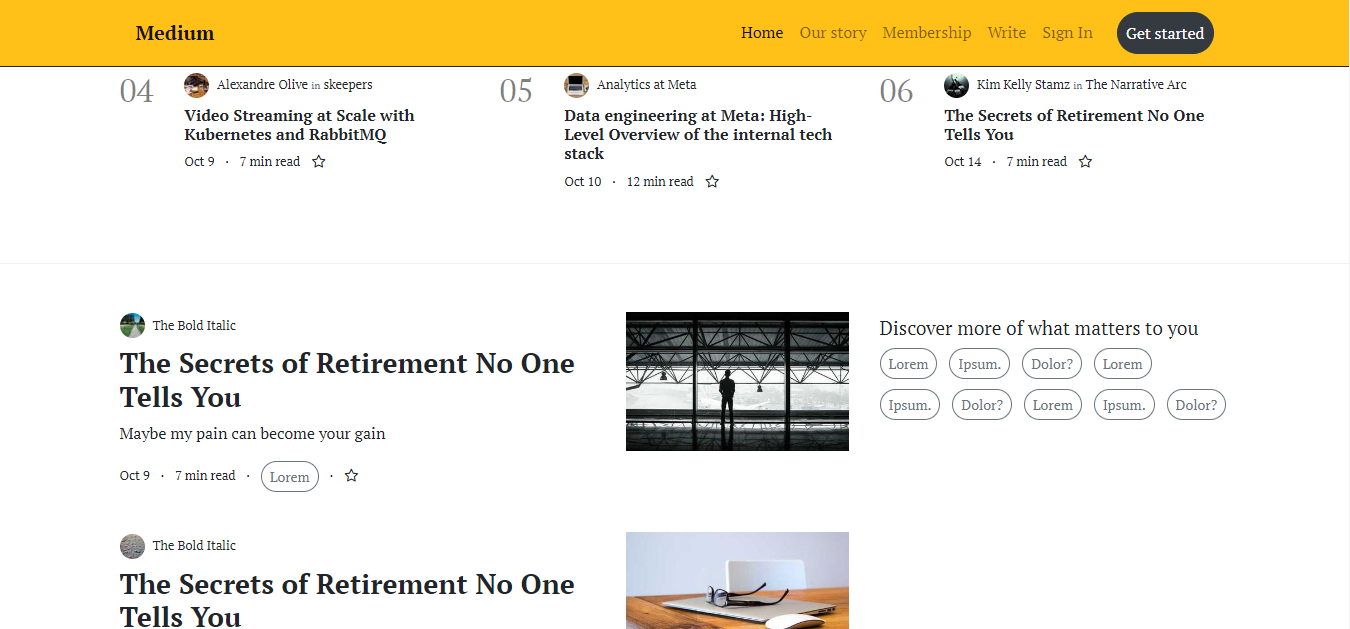 Medium
Home Our story Membership Write Sign In Get started
04
Alexandre Olive in skeepers
Video Streaming at Scale with
Kubernetes and RabbitMQ
Oct 9 · 7 min read
05
Analytics at Meta
Data engineering at Meta: High-
Level Overview of the internal tech
stack
Oct 10 · 12 min read
06
Kim Kelly Stamz in The Narrative Arc
The Secrets of Retirement No One
Tells You
Oct 14 · 7 min read
The Bold Italic
The Secrets of Retirement No One
Tells You
Maybe my pain can become your gain
Oct 9 · 7 min read · Lorem ·
Discover more of what matters to you
Lorem Ipsum. Dolor? Lorem
Ipsum. Dolor? Lorem Ipsum. Dolor?
The Bold Italic
The Secrets of Retirement No One
Tells You